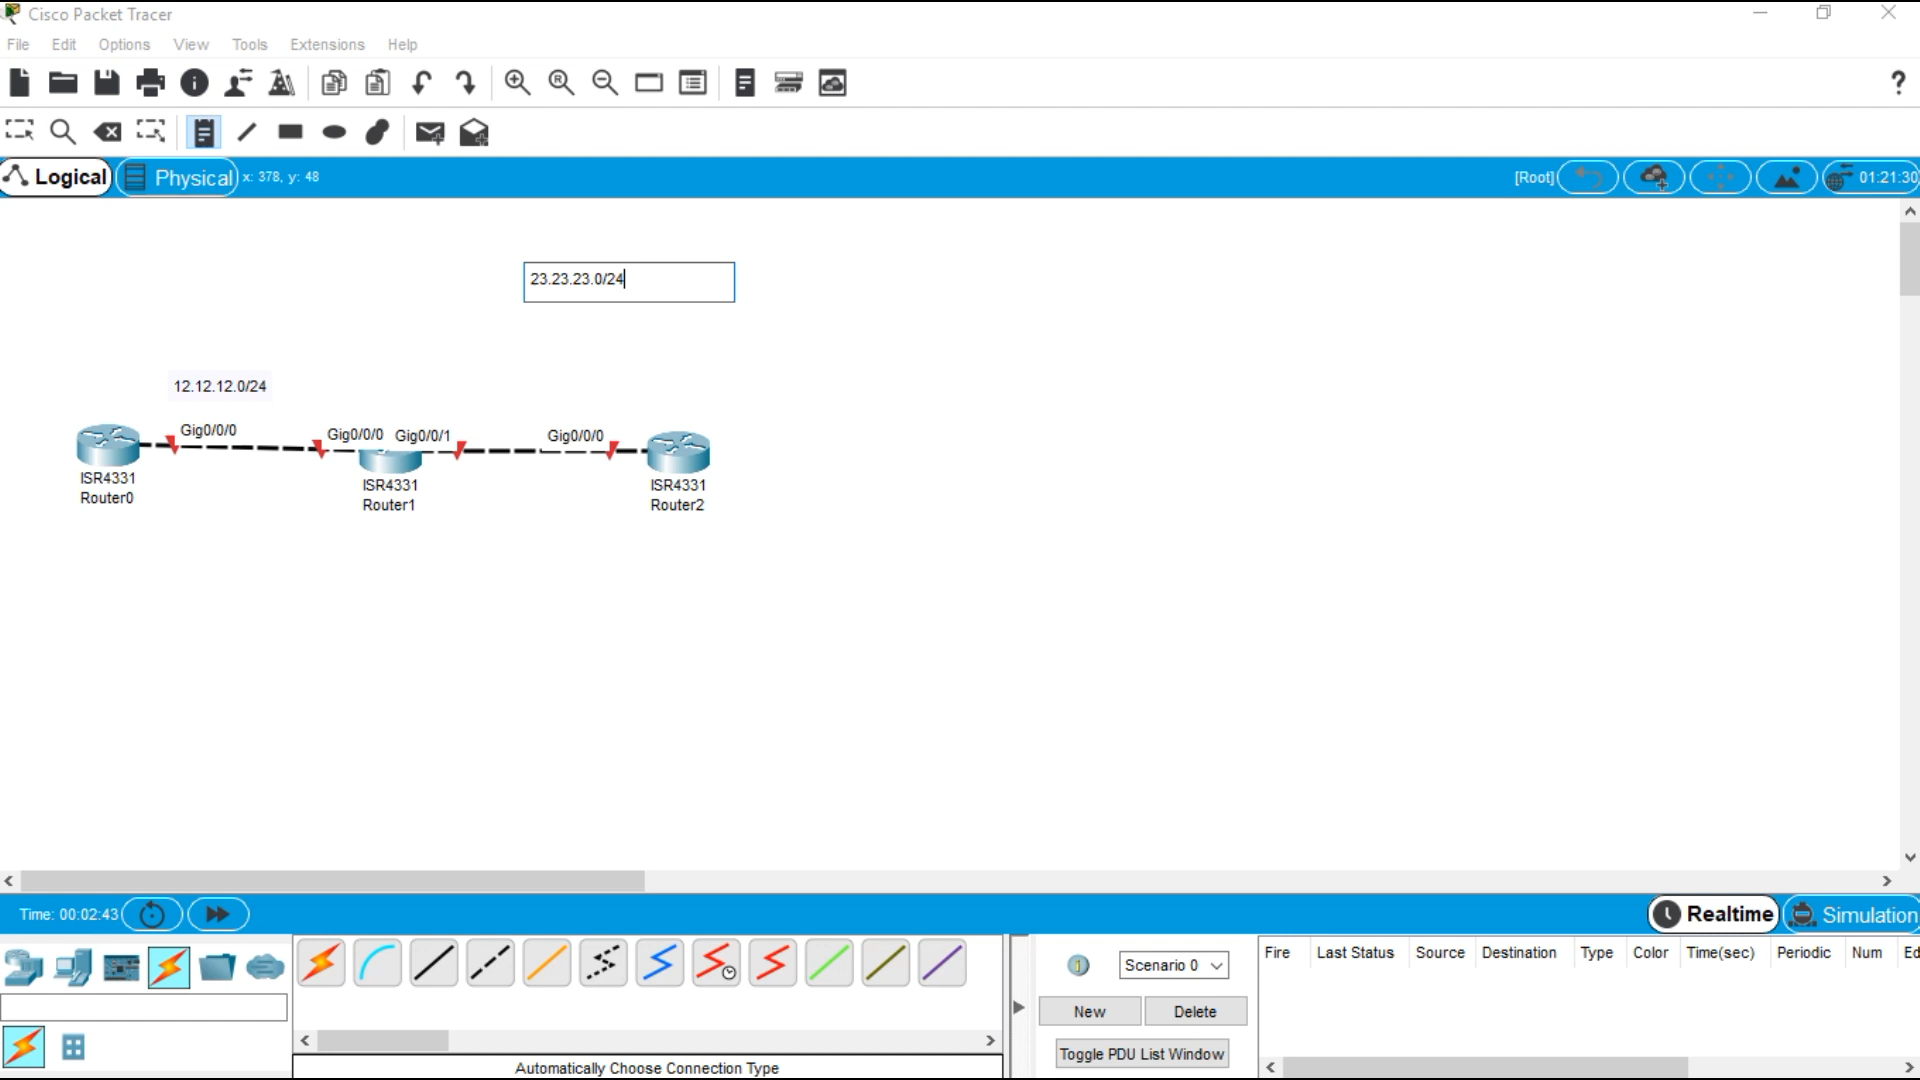 Cisco Packet Tracer
File Edit Options View Tools Extensions Help
?
Logical Physical x: 378, y: 48 [Root] 01:21:30
23.23.23.0/24
12.12.12.0/24
Gig0/0/0 Gig0/0/0 Gig0/0/1 Gig0/0/0
ISR4331 ISR4331 ISR4331
Router0 Router1 Router2
Time: 00:02:43 Realtime Simulation
Scenario 0
New Delete
Toggle PDU List Window
Fire Last Status Source Destination Type Color Time(sec) Periodic Num Ed
Automatically Choose Connection Type